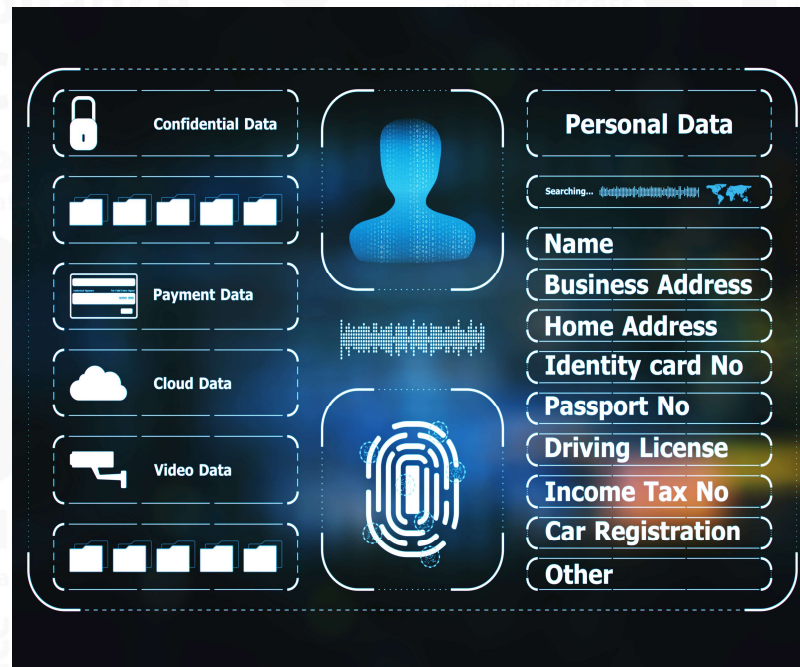 Confidential Data
Payment Data
Cloud Data
Video Data
Personal Data
Searching...
Name
Business Address
Home Address
Identity card No
Passport No
Driving License
Income Tax No
Car Registration
Other